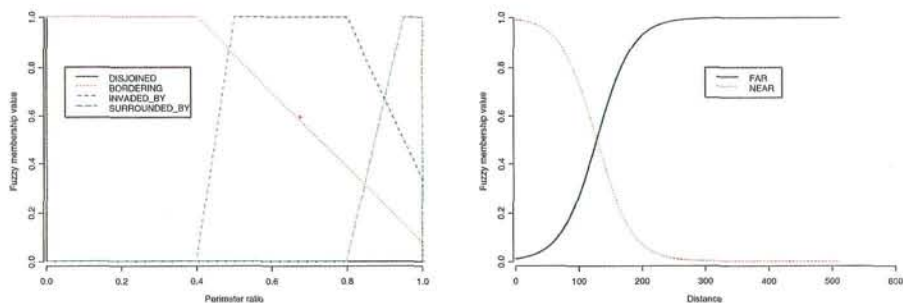 1.0
0.8
0.6
0.4
0.2
0.0
Fuzzy membership value
DISJOINED
BORDERING
INVADED_BY
SURROUNDED_BY
0.0 0.2 0.4 0.6 0.8 1.0
Perimeter ratio
1.0
0.8
0.6
0.4
0.2
0.0
Fuzzy membership value
FAR
NEAR
0 100 200 300 400 500 600
Distance